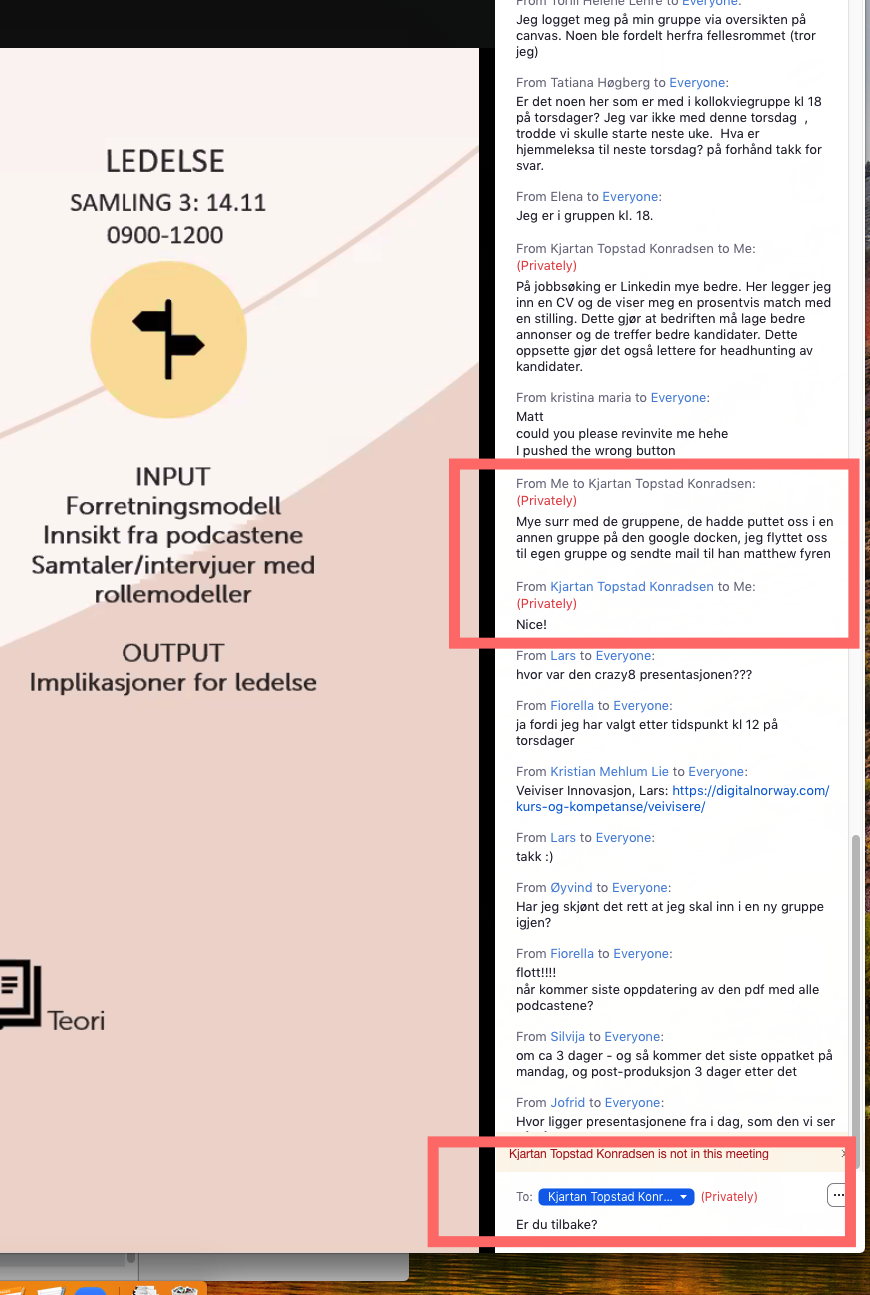 LEDELSE
SAMLING 3: 14.11
0900-1200
INPUT
Forretningsmodell
Innsikt fra podcastene
Samtaler/intervjuer med
rollemodeller
OUTPUT
Implikasjoner for ledelse
Teori
From Torill Helene Lehre to Everyone:
Jeg logget meg på min gruppe via oversikten på
canvas. Noen ble fordelt herfra fellesrommet (tror
jeg)
From Tatiana Høgberg to Everyone:
Er det noen her som er med i kollokviegruppe kl 18
på torsdager? Jeg var ikke med denne torsdag  ,
trodde vi skulle starte neste uke.  Hva er
hjemmeleksa til neste torsdag? på forhånd takk for
svar.
From Elena to Everyone:
Jeg er i gruppen kl. 18.
From Kjartan Topstad Konradsen to Me:
(Privately)
På jobbsøking er Linkedin mye bedre. Her legger jeg
inn en CV og de viser meg en prosentvis match med
en stilling. Dette gjør at bedriften må lage bedre
annonser og de treffer bedre kandidater. Dette
oppsette gjør det også lettere for headhunting av
kandidater.
From kristina maria to Everyone:
Matt
could you please revinvite me hehe
I pushed the wrong button
From Me to Kjartan Topstad Konradsen:
(Privately)
Mye surr med de gruppene, de hadde puttet oss i en
annen gruppe på den google docken, jeg flyttet oss
til egen gruppe og sendte mail til han matthew fyren
From Kjartan Topstad Konradsen to Me:
(Privately)
Nice!
From Lars to Everyone:
hvor var den crazy8 presentasjonen???
From Fiorella to Everyone:
ja fordi jeg har valgt etter tidspunkt kl 12 på
torsdager
From Kristian Mehlum Lie to Everyone:
Veiviser Innovasjon, Lars: https://digitalnorway.com/
kurs-og-kompetanse/veivisere/
From Lars to Everyone:
takk :)
From Øyvind to Everyone:
Har jeg skjønt det rett at jeg skal inn i en ny gruppe
igjen?
From Fiorella to Everyone:
flott!!!!
når kommer siste oppdatering av den pdf med alle
podcastene?
From Silvija to Everyone:
om ca 3 dager - og så kommer det siste oppatket på
mandag, og post-produksjon 3 dager etter det
From Jofrid to Everyone:
Hvor ligger presentasjonene fra i dag, som den vi ser
Kjartan Topstad Konradsen is not in this meeting
To: Kjartan Topstad Konr... (Privately)
Er du tilbake?